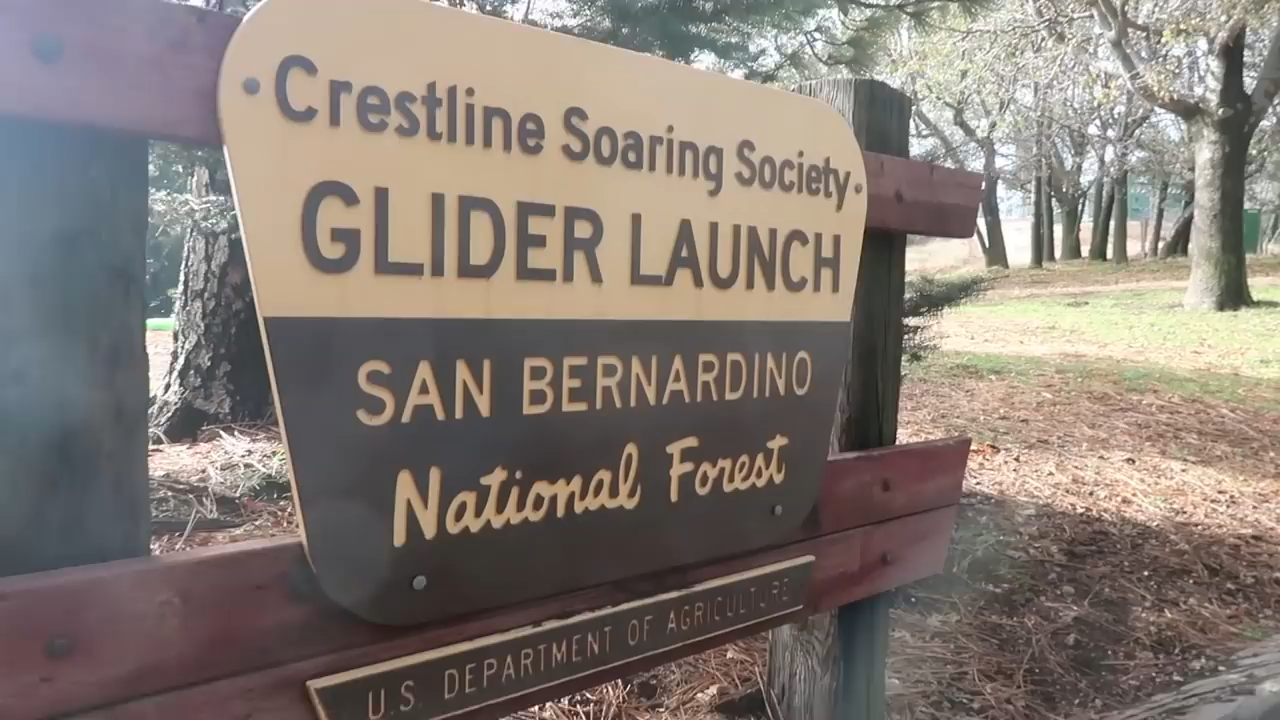 Crestline Soaring Society
GLIDER LAUNCH
SAN BERNARDINO
National Forest
U.S. DEPARTMENT OF AGRICULTURE